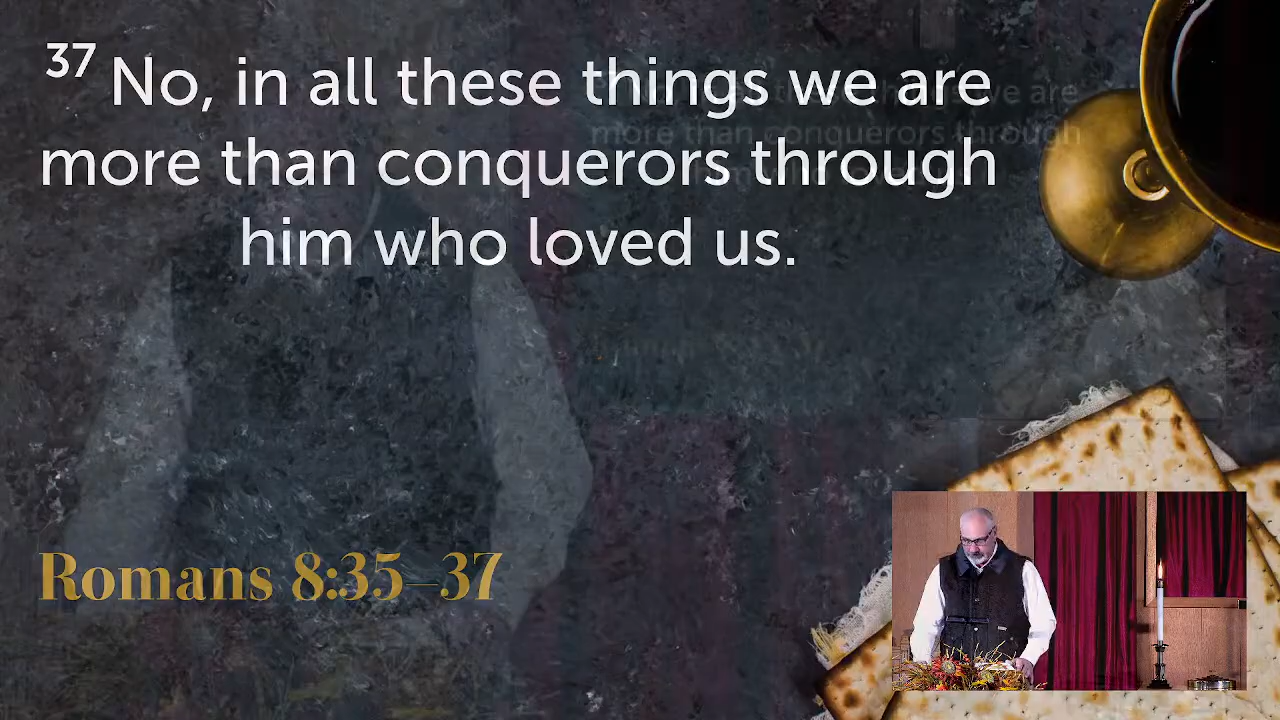 37 No, in all these things we are
more than conquerors through
him who loved us.
Romans 8:35–37